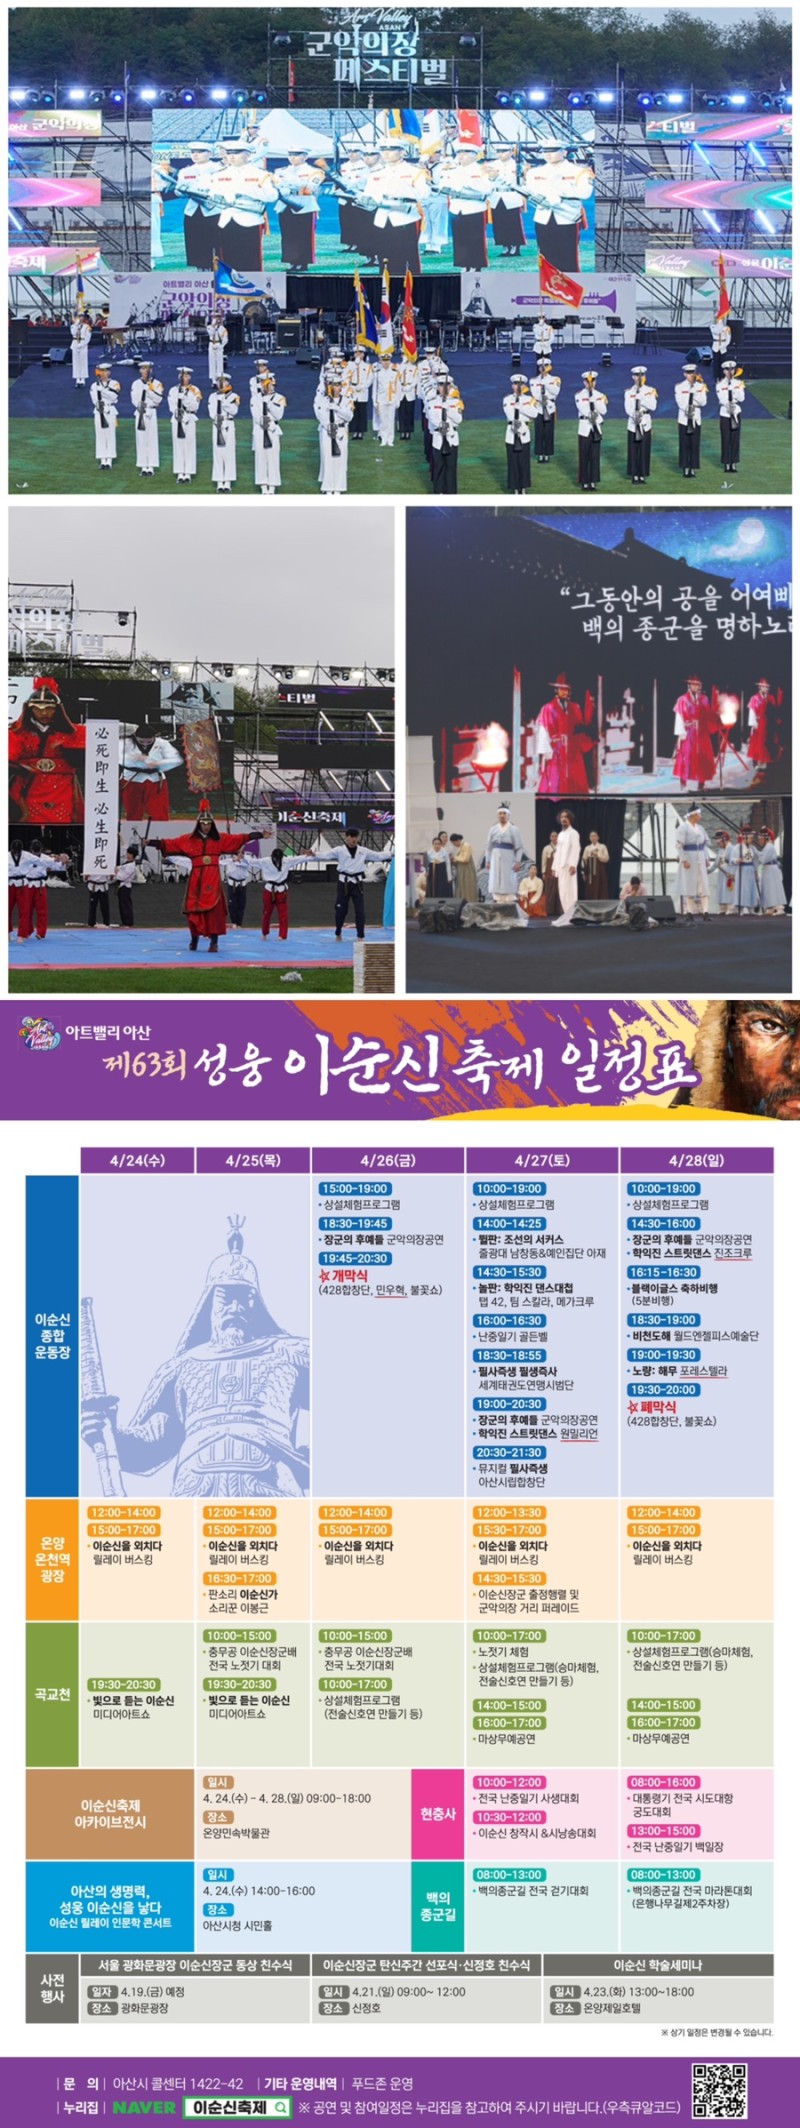 Art Valley
ASAN
군악의장
페스티벌
아산 군악의장
스티벌
축제
성웅 이순
아트밸리 아산
군악의장
이순신축제
스티벌
必死即生 必生即死
“그동안의 공을 어여삐
백의 종군을 명하노라
Art Valley
아트밸리 아산
제63회 성웅 이순신 축제 일정표
4/24(수) 4/25(목) 4/26(금) 4/27(토) 4/28(일)
이순신
종합
운동장
15:00-19:00
• 상설체험프로그램
18:30-19:45
• 장군의 후예들 군악의장공연
19:45-20:30
☆ 개막식
(428합창단, 민우혁, 불꽃쇼)
10:00-19:00
• 상설체험프로그램
14:00-14:25
• 펼판: 조선의 서커스
줄광대 남창동&예인집단 아재
14:30-15:30
• 놀판: 학익진 댄스대첩
탭 42, 팀 스칼라, 메가크루
16:00-16:30
• 난중일기 골든벨
18:30-18:55
• 필사즉생 필생즉사
세계태권도연맹시범단
19:00-20:30
• 장군의 후예들 군악의장공연
• 학익진 스트릿댄스 원밀리언
20:30-21:30
• 뮤지컬 필사즉생
아산시립합창단
10:00-19:00
• 상설체험프로그램
14:30-16:00
• 장군의 후예들 군악의장공연
• 학익진 스트릿댄스 진조크루
16:15-16:30
• 블랙이글스 축하비행
(5분비행)
18:30-19:00
• 비천도해 월드엔젤피스예술단
19:00-19:30
• 노량: 해무 포레스텔라
19:30-20:00
☆ 폐막식
(428합창단, 불꽃쇼)
온양
온천역
광장
12:00-14:00
15:00-17:00
• 이순신을 외치다
릴레이 버스킹
12:00-14:00
15:00-17:00
• 이순신을 외치다
릴레이 버스킹
16:30-17:00
• 판소리 이순신가
소리꾼 이봉근
12:00-14:00
15:00-17:00
• 이순신을 외치다
릴레이 버스킹
12:00-13:30
15:30-17:00
• 이순신을 외치다
릴레이 버스킹
14:30-15:30
• 이순신장군 출정행렬 및
군악의장 거리 퍼레이드
12:00-14:00
15:00-17:00
• 이순신을 외치다
릴레이 버스킹
곡교천
19:30-20:30
• 빛으로 듣는 이순신
미디어아트쇼
10:00-15:00
• 충무공 이순신장군배
전국 노젓기 대회
19:30-20:30
• 빛으로 듣는 이순신
미디어아트쇼
10:00-15:00
• 충무공 이순신장군배
전국 노젓기대회
10:00-17:00
• 상설체험프로그램
(전술신호연 만들기 등)
10:00-17:00
• 노젓기 체험
• 상설체험프로그램(승마체험,
전술신호연 만들기 등)
14:00-15:00
16:00-17:00
• 마상무예공연
10:00-17:00
• 상설체험프로그램(승마체험,
전술신호연 만들기 등)
14:00-15:00
16:00-17:00
• 마상무예공연
이순신축제
아카이브전시
일시
4. 24.(수) - 4. 28.(일) 09:00-18:00
장소
온양민속박물관
현충사
10:00-12:00
• 전국 난중일기 사생대회
10:30-12:00
• 이순신 창작시 &시낭송대회
08:00-16:00
• 대통령기 전국 시도대항
궁도대회
13:00-15:00
• 전국 난중일기 백일장
아산의 생명력,
성웅 이순신을 낳다
이순신 릴레이 인문학 콘서트
일시
4. 24.(수) 14:00-16:00
장소
아산시청 시민홀
백의
종군길
08:00-13:00
• 백의종군길 전국 걷기대회
08:00-13:00
• 백의종군길 전국 마라톤대회
(은행나무길제2주차장)
사전
행사
서울 광화문광장 이순신장군 동상 친수식
일자 4.19.(금) 예정
장소 광화문광장
이순신장군 탄신주간 선포식·신정호 친수식
일시 4.21.(일) 09:00~ 12:00
장소 신정호
이순신 학술세미나
일시 4.23.(화) 13:00~18:00
장소 온양제일호텔
※ 상기 일정은 변경될 수 있습니다.
| 문 의 | 아산시 콜센터 1422-42 | 기타 운영내역 | 푸드존 운영
| 누리집 | NAVER 이순신축제 ※ 공연 및 참여일정은 누리집을 참고하여 주시기 바랍니다.(우측큐알코드)